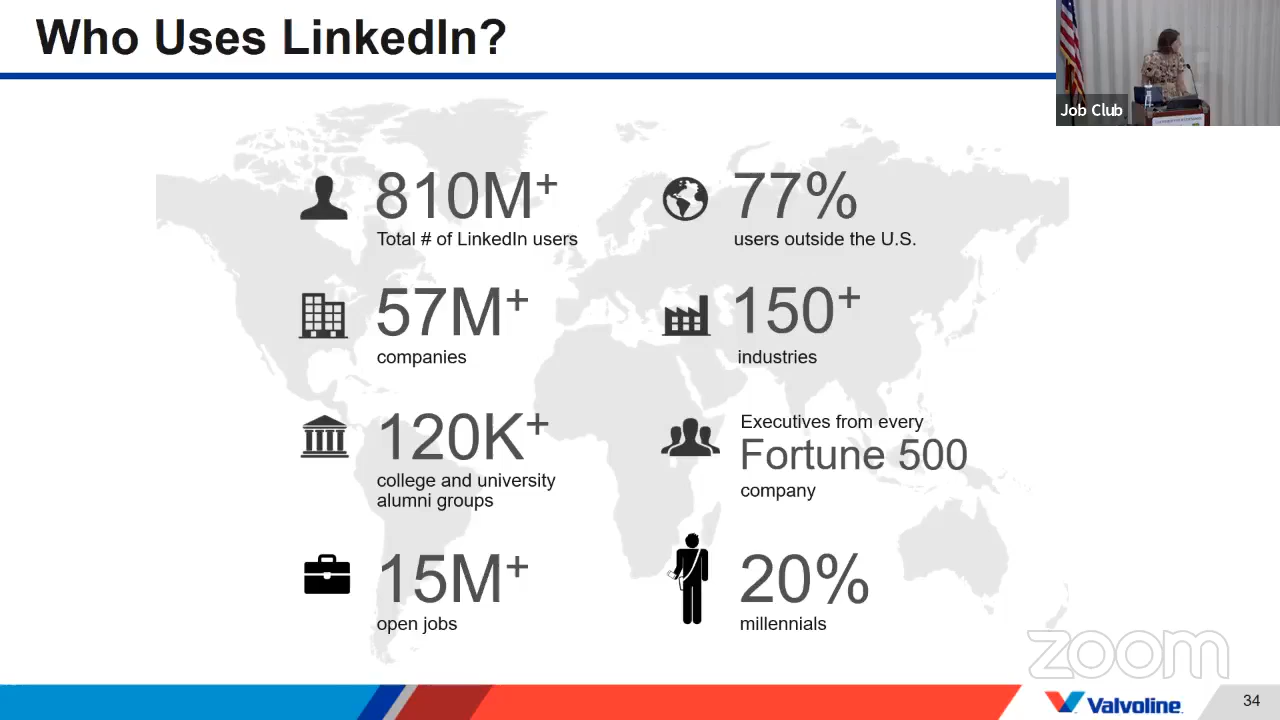 Who Uses LinkedIn?
Job Club
810M+
Total # of LinkedIn users
77%
users outside the U.S.
57M+
companies
150+
industries
120K+
college and university
alumni groups
Executives from every
Fortune 500
company
15M+
open jobs
20%
millennials
zoom
Valvoline
34